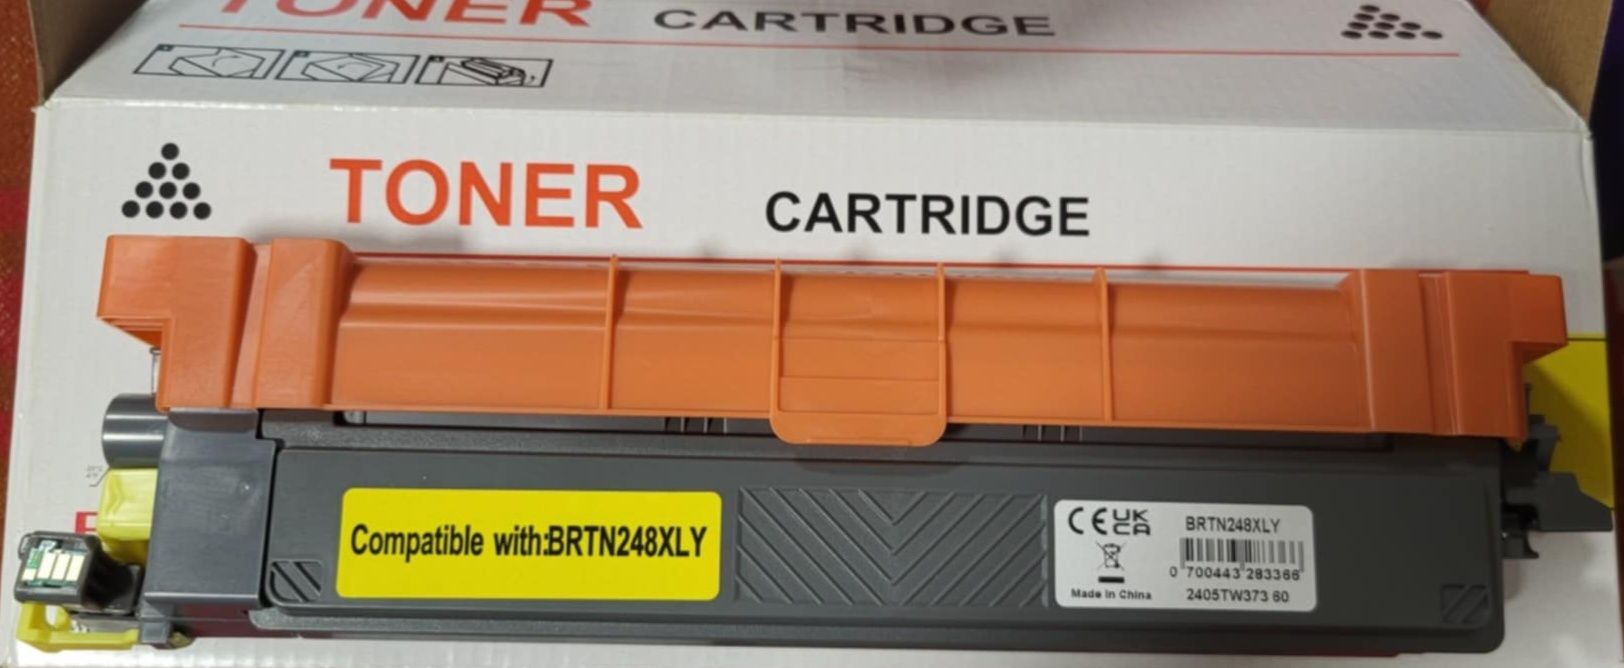 TONER CARTRIDGE
TONER CARTRIDGE
Compatible with:BRTN248XLY
CE UK CA
BRTN248XLY
0 700443 283366
Made in China
2405TW373 60